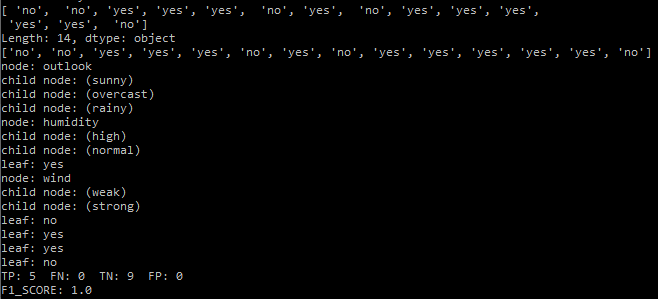 [ 'no',  'no', 'yes', 'yes', 'yes',  'no', 'yes',  'no', 'yes', 'yes', 'yes',
 'yes', 'yes',  'no']
Length: 14, dtype: object
['no', 'no', 'yes', 'yes', 'yes', 'no', 'yes', 'no', 'yes', 'yes', 'yes', 'yes', 'yes', 'no']
node: outlook
child node: (sunny)
child node: (overcast)
child node: (rainy)
node: humidity
child node: (high)
child node: (normal)
leaf: yes
node: wind
child node: (weak)
child node: (strong)
leaf: no
leaf: yes
leaf: yes
leaf: no
TP: 5  FN: 0  TN: 9  FP: 0
F1_SCORE: 1.0